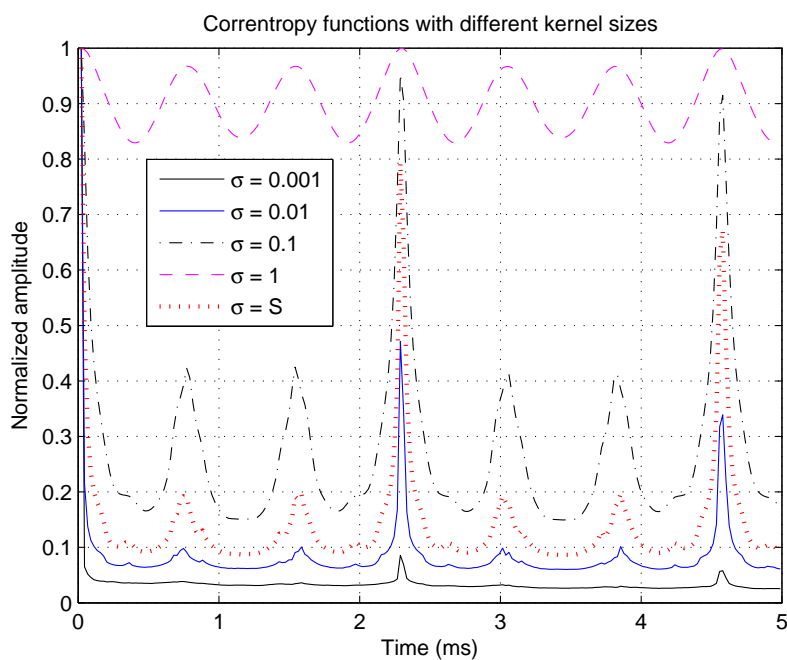 Correntropy functions with different kernel sizes
1
0.9
0.8
0.7
0.6
0.5
0.4
0.3
0.2
0.1
0
Normalized amplitude
σ = 0.001
σ = 0.01
σ = 0.1
σ = 1
σ = S
0 1 2 3 4 5
Time (ms)